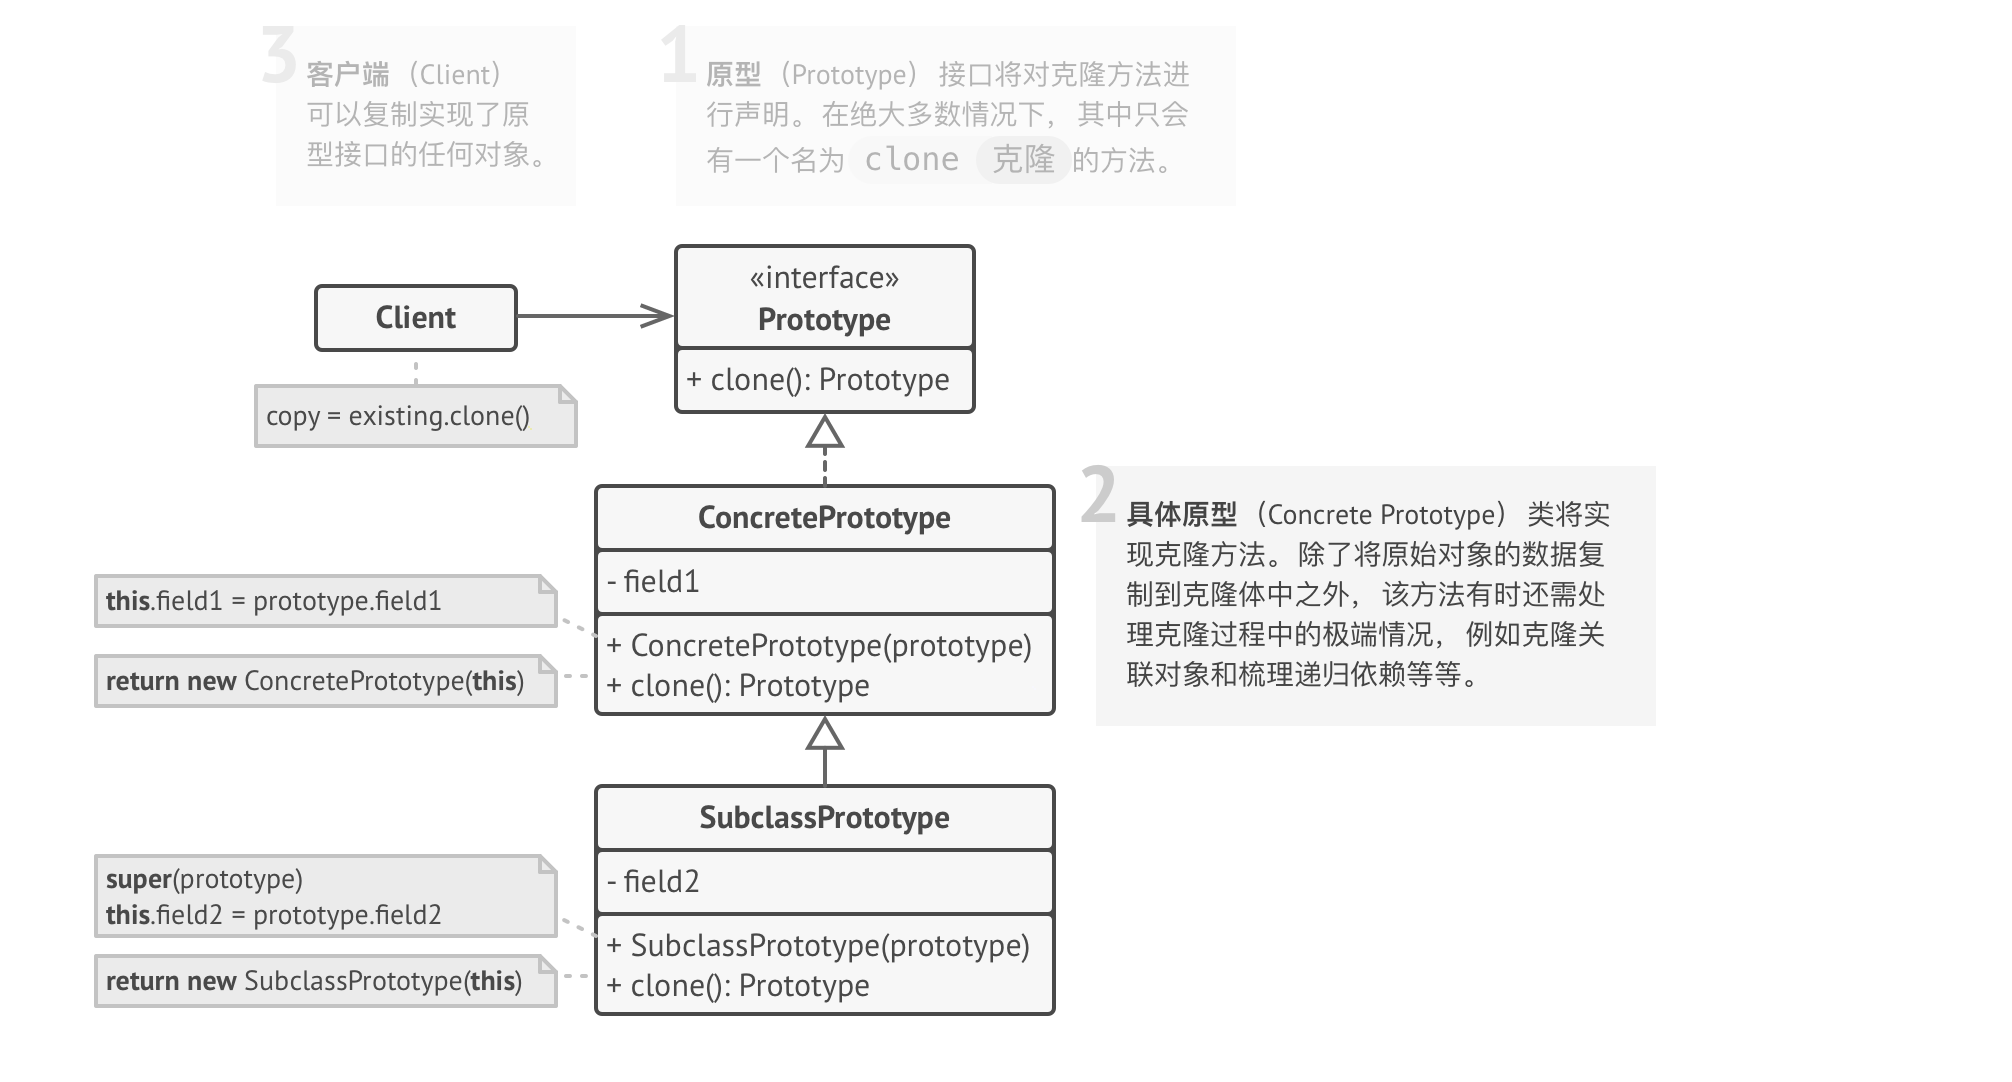 3
客户端 （Client）
可以复制实现了原
型接口的任何对象。
1
原型 （Prototype） 接口将对克隆方法进
行声明。 在绝大多数情况下， 其中只会
有一个名为 clone 克隆 的方法。
«interface»
Prototype
+ clone(): Prototype
Client
copy = existing.clone()
2
具体原型 （Concrete Prototype） 类将实
现克隆方法。 除了将原始对象的数据复
制到克隆体中之外， 该方法有时还需处
理克隆过程中的极端情况， 例如克隆关
联对象和梳理递归依赖等等。
ConcretePrototype
- field1
+ ConcretePrototype(prototype)
+ clone(): Prototype
this.field1 = prototype.field1
return new ConcretePrototype(this)
SubclassPrototype
- field2
+ SubclassPrototype(prototype)
+ clone(): Prototype
super(prototype)
this.field2 = prototype.field2
return new SubclassPrototype(this)